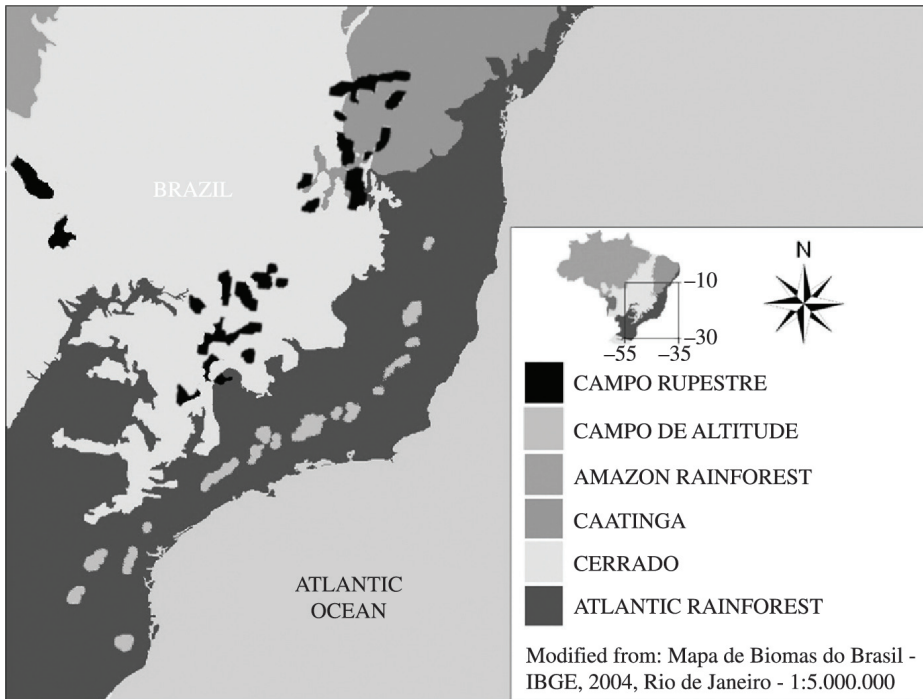 BRAZIL
N
–10
–30
–55 –35
CAMPO RUPESTRE
CAMPO DE ALTITUDE
AMAZON RAINFOREST
CAATINGA
CERRADO
ATLANTIC RAINFOREST
ATLANTIC
OCEAN
Modified from: Mapa de Biomas do Brasil -
IBGE, 2004, Rio de Janeiro - 1:5.000.000